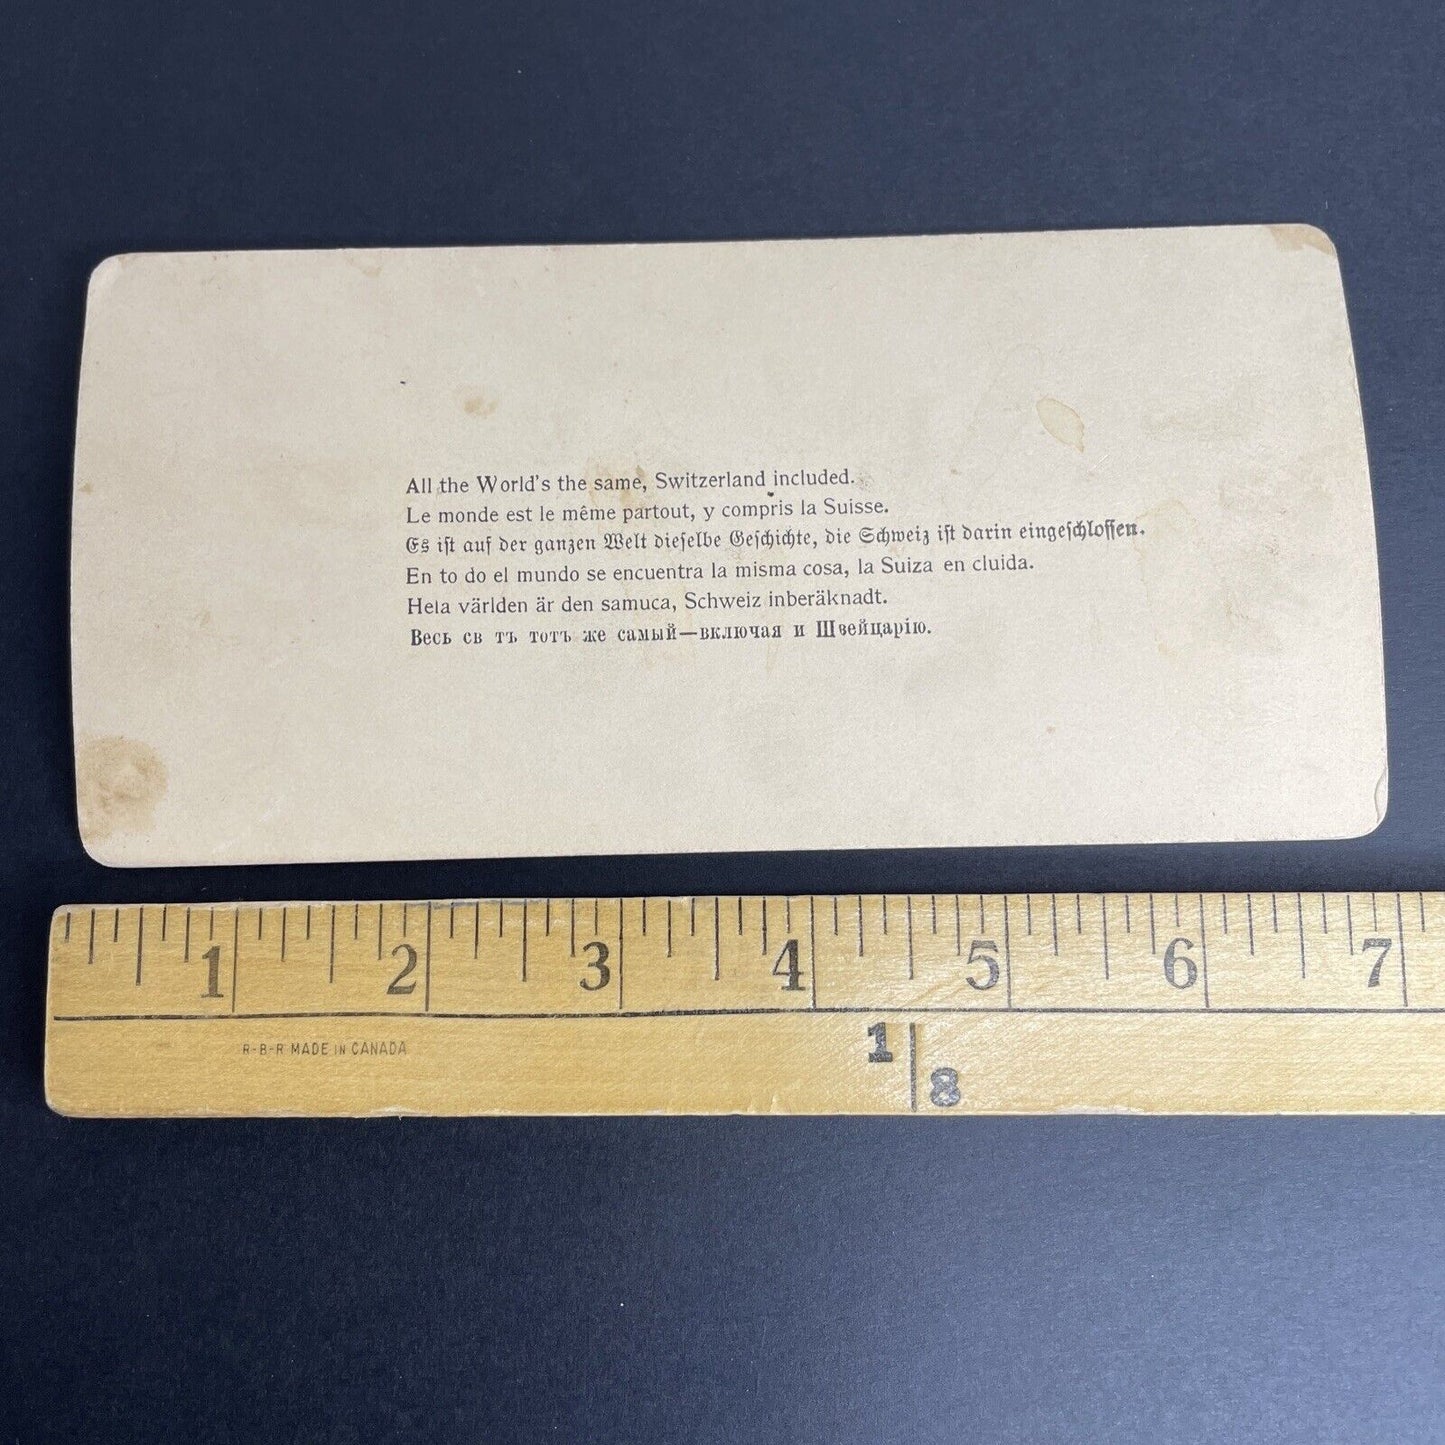 All the World's the same, Switzerland included.
Le monde est le même partout, y compris la Suisse.
Es ist auf der ganzen Welt dieselbe Geschichte, die Schweiz ist darin eingeschlossen.
En to do el mundo se encuentra la misma cosa, la Suiza en cluida.
Hela världen är den samuca, Schweiz inberäknadt.
Весь св тъ тотъ же самый—включая и Швейцарію.
1 2 3 4 5 6 7
R-B-R MADE IN CANADA
1
8